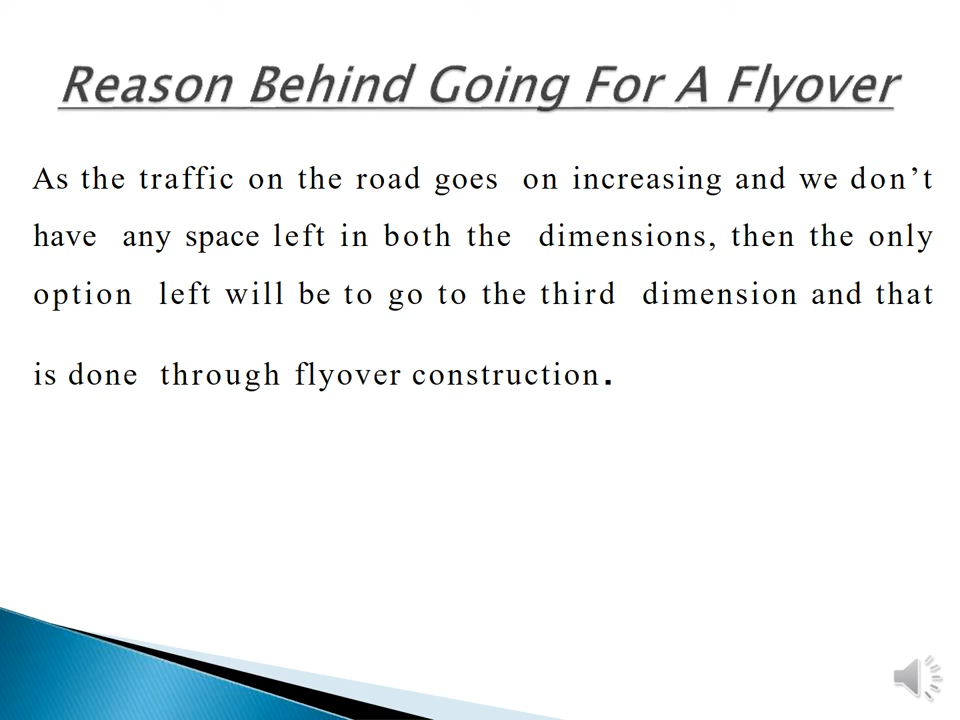 Reason Behind Going For A Flyover
As the traffic on the road goes on increasing and we don’t
have any space left in both the dimensions, then the only
option left will be to go to the third dimension and that
is done through flyover construction.